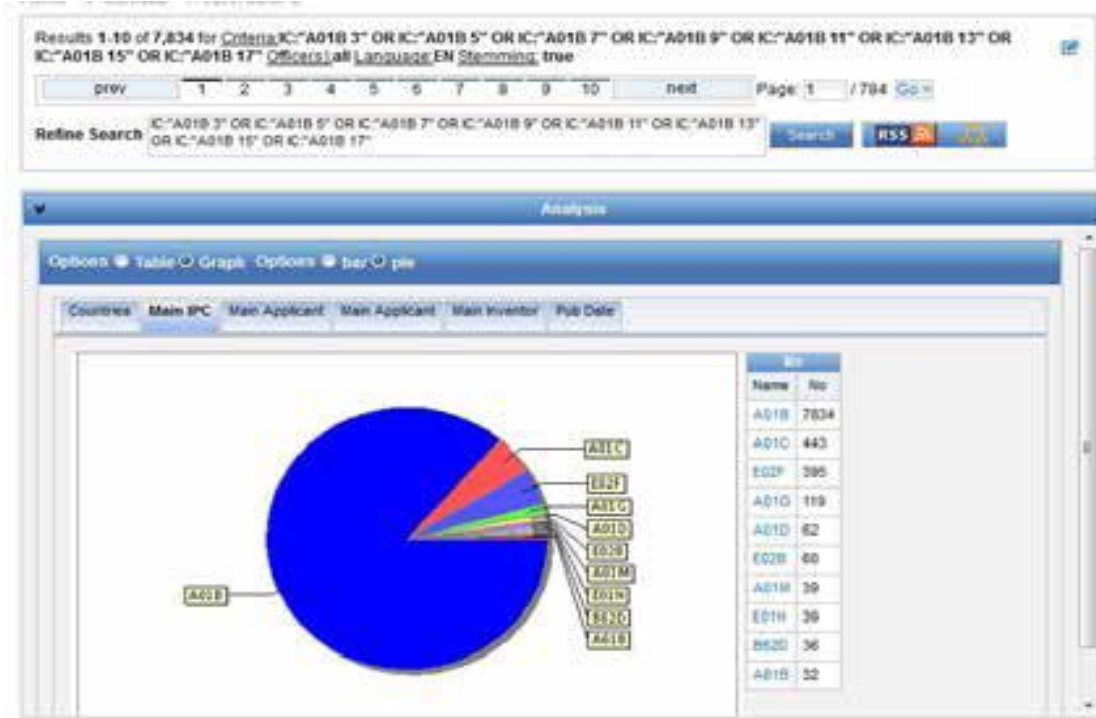 Results 1-10 of 7,834 for Criteria:IC:"A01B 3" OR IC:"A01B 5" OR IC:"A01B 7" OR IC:"A01B 9" OR IC:"A01B 11" OR IC:"A01B 13" OR
IC:"A01B 15" OR IC:"A01B 17" Offices:all Language:EN Stemming: true
prev 1 2 3 4 5 6 7 8 9 10 next Page: 1 / 784 Go
Refine Search
IC:"A01B 3" OR IC:"A01B 5" OR IC:"A01B 7" OR IC:"A01B 9" OR IC:"A01B 11" OR IC:"A01B 13"
OR IC:"A01B 15" OR IC:"A01B 17"
Search RSS
Analysis
Options Table Graph Options bar pie
Countries Main IPC Main Applicant Main Applicant Main Inventor Pub Date
A01C
E02F
A01G
A01D
E02B
A01M
E01H
B62D
A01B
A01B
Name No
A01B 7834
A01C 443
E02F 395
A01G 119
A01D 62
E02B 60
A01M 39
E01H 39
B62D 36
32